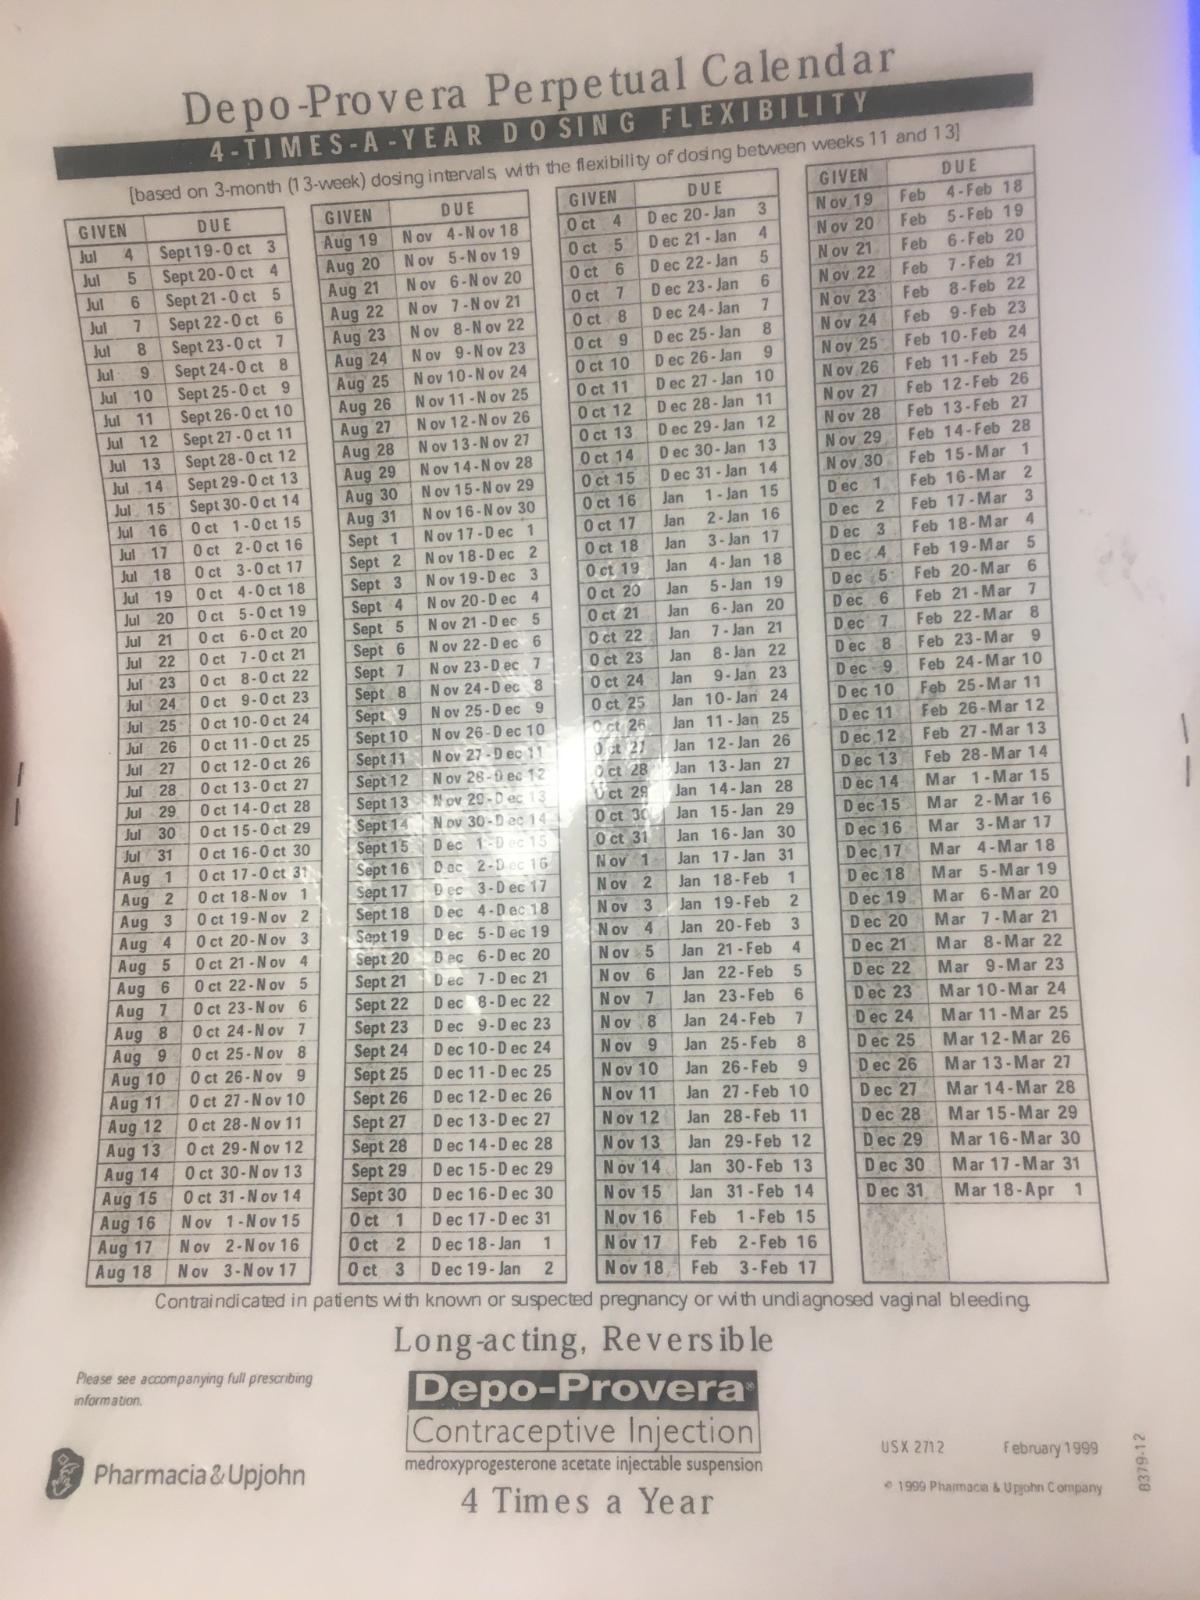 Depo-Provera Perpetual Calendar
4-TIMES-A-YEAR DOSING FLEXIBILITY
[based on 3-month (13-week) dosing intervals, with the flexibility of dosing between weeks 11 and 13]
GIVEN DUE
Jul 4 Sept 19-Oct 3
Jul 5 Sept 20-Oct 4
Jul 6 Sept 21-Oct 5
Jul 7 Sept 22-Oct 6
Jul 8 Sept 23-Oct 7
Jul 9 Sept 24-Oct 8
Jul 10 Sept 25-Oct 9
Jul 11 Sept 26-Oct 10
Jul 12 Sept 27-Oct 11
Jul 13 Sept 28-Oct 12
Jul 14 Sept 29-Oct 13
Jul 15 Sept 30-Oct 14
Jul 16 Oct 1-Oct 15
Jul 17 Oct 2-Oct 16
Jul 18 Oct 3-Oct 17
Jul 19 Oct 4-Oct 18
Jul 20 Oct 5-Oct 19
Jul 21 Oct 6-Oct 20
Jul 22 Oct 7-Oct 21
Jul 23 Oct 8-Oct 22
Jul 24 Oct 9-Oct 23
Jul 25 Oct 10-Oct 24
Jul 26 Oct 11-Oct 25
Jul 27 Oct 12-Oct 26
Jul 28 Oct 13-Oct 27
Jul 29 Oct 14-Oct 28
Jul 30 Oct 15-Oct 29
Jul 31 Oct 16-Oct 30
Aug 1 Oct 17-Oct 31
Aug 2 Oct 18-Nov 1
Aug 3 Oct 19-Nov 2
Aug 4 Oct 20-Nov 3
Aug 5 Oct 21-Nov 4
Aug 6 Oct 22-Nov 5
Aug 7 Oct 23-Nov 6
Aug 8 Oct 24-Nov 7
Aug 9 Oct 25-Nov 8
Aug 10 Oct 26-Nov 9
Aug 11 Oct 27-Nov 10
Aug 12 Oct 28-Nov 11
Aug 13 Oct 29-Nov 12
Aug 14 Oct 30-Nov 13
Aug 15 Oct 31-Nov 14
Aug 16 Nov 1-Nov 15
Aug 17 Nov 2-Nov 16
Aug 18 Nov 3-Nov 17
GIVEN DUE
Aug 19 Nov 4-Nov 18
Aug 20 Nov 5-Nov 19
Aug 21 Nov 6-Nov 20
Aug 22 Nov 7-Nov 21
Aug 23 Nov 8-Nov 22
Aug 24 Nov 9-Nov 23
Aug 25 Nov 10-Nov 24
Aug 26 Nov 11-Nov 25
Aug 27 Nov 12-Nov 26
Aug 28 Nov 13-Nov 27
Aug 29 Nov 14-Nov 28
Aug 30 Nov 15-Nov 29
Aug 31 Nov 16-Nov 30
Sept 1 Nov 17-Dec 1
Sept 2 Nov 18-Dec 2
Sept 3 Nov 19-Dec 3
Sept 4 Nov 20-Dec 4
Sept 5 Nov 21-Dec 5
Sept 6 Nov 22-Dec 6
Sept 7 Nov 23-Dec 7
Sept 8 Nov 24-Dec 8
Sept 9 Nov 25-Dec 9
Sept 10 Nov 26-Dec 10
Sept 11 Nov 27-Dec 11
Sept 12 Nov 28-Dec 12
Sept 13 Nov 29-Dec 13
Sept 14 Nov 30-Dec 14
Sept 15 Dec 1-Dec 15
Sept 16 Dec 2-Dec 16
Sept 17 Dec 3-Dec 17
Sept 18 Dec 4-Dec 18
Sept 19 Dec 5-Dec 19
Sept 20 Dec 6-Dec 20
Sept 21 Dec 7-Dec 21
Sept 22 Dec 8-Dec 22
Sept 23 Dec 9-Dec 23
Sept 24 Dec 10-Dec 24
Sept 25 Dec 11-Dec 25
Sept 26 Dec 12-Dec 26
Sept 27 Dec 13-Dec 27
Sept 28 Dec 14-Dec 28
Sept 29 Dec 15-Dec 29
Sept 30 Dec 16-Dec 30
Oct 1 Dec 17-Dec 31
Oct 2 Dec 18-Jan 1
Oct 3 Dec 19-Jan 2
GIVEN DUE
Oct 4 Dec 20-Jan 3
Oct 5 Dec 21-Jan 4
Oct 6 Dec 22-Jan 5
Oct 7 Dec 23-Jan 6
Oct 8 Dec 24-Jan 7
Oct 9 Dec 25-Jan 8
Oct 10 Dec 26-Jan 9
Oct 11 Dec 27-Jan 10
Oct 12 Dec 28-Jan 11
Oct 13 Dec 29-Jan 12
Oct 14 Dec 30-Jan 13
Oct 15 Dec 31-Jan 14
Oct 16 Jan 1-Jan 15
Oct 17 Jan 2-Jan 16
Oct 18 Jan 3-Jan 17
Oct 19 Jan 4-Jan 18
Oct 20 Jan 5-Jan 19
Oct 21 Jan 6-Jan 20
Oct 22 Jan 7-Jan 21
Oct 23 Jan 8-Jan 22
Oct 24 Jan 9-Jan 23
Oct 25 Jan 10-Jan 24
Oct 26 Jan 11-Jan 25
Oct 27 Jan 12-Jan 26
Oct 28 Jan 13-Jan 27
Oct 29 Jan 14-Jan 28
Oct 30 Jan 15-Jan 29
Oct 31 Jan 16-Jan 30
Nov 1 Jan 17-Jan 31
Nov 2 Jan 18-Feb 1
Nov 3 Jan 19-Feb 2
Nov 4 Jan 20-Feb 3
Nov 5 Jan 21-Feb 4
Nov 6 Jan 22-Feb 5
Nov 7 Jan 23-Feb 6
Nov 8 Jan 24-Feb 7
Nov 9 Jan 25-Feb 8
Nov 10 Jan 26-Feb 9
Nov 11 Jan 27-Feb 10
Nov 12 Jan 28-Feb 11
Nov 13 Jan 29-Feb 12
Nov 14 Jan 30-Feb 13
Nov 15 Jan 31-Feb 14
Nov 16 Feb 1-Feb 15
Nov 17 Feb 2-Feb 16
Nov 18 Feb 3-Feb 17
GIVEN DUE
Nov 19 Feb 4-Feb 18
Nov 20 Feb 5-Feb 19
Nov 21 Feb 6-Feb 20
Nov 22 Feb 7-Feb 21
Nov 23 Feb 8-Feb 22
Nov 24 Feb 9-Feb 23
Nov 25 Feb 10-Feb 24
Nov 26 Feb 11-Feb 25
Nov 27 Feb 12-Feb 26
Nov 28 Feb 13-Feb 27
Nov 29 Feb 14-Feb 28
Nov 30 Feb 15-Mar 1
Dec 1 Feb 16-Mar 2
Dec 2 Feb 17-Mar 3
Dec 3 Feb 18-Mar 4
Dec 4 Feb 19-Mar 5
Dec 5 Feb 20-Mar 6
Dec 6 Feb 21-Mar 7
Dec 7 Feb 22-Mar 8
Dec 8 Feb 23-Mar 9
Dec 9 Feb 24-Mar 10
Dec 10 Feb 25-Mar 11
Dec 11 Feb 26-Mar 12
Dec 12 Feb 27-Mar 13
Dec 13 Feb 28-Mar 14
Dec 14 Mar 1-Mar 15
Dec 15 Mar 2-Mar 16
Dec 16 Mar 3-Mar 17
Dec 17 Mar 4-Mar 18
Dec 18 Mar 5-Mar 19
Dec 19 Mar 6-Mar 20
Dec 20 Mar 7-Mar 21
Dec 21 Mar 8-Mar 22
Dec 22 Mar 9-Mar 23
Dec 23 Mar 10-Mar 24
Dec 24 Mar 11-Mar 25
Dec 25 Mar 12-Mar 26
Dec 26 Mar 13-Mar 27
Dec 27 Mar 14-Mar 28
Dec 28 Mar 15-Mar 29
Dec 29 Mar 16-Mar 30
Dec 30 Mar 17-Mar 31
Dec 31 Mar 18-Apr 1
Contraindicated in patients with known or suspected pregnancy or with undiagnosed vaginal bleeding.
Long-acting, Reversible
Please see accompanying full prescribing
information.
Depo-Provera®
Contraceptive Injection
medroxyprogesterone acetate injectable suspension
4 Times a Year
Pharmacia&Upjohn
USX 2712 February 1999
© 1999 Pharmacia & Upjohn Company
8379-12